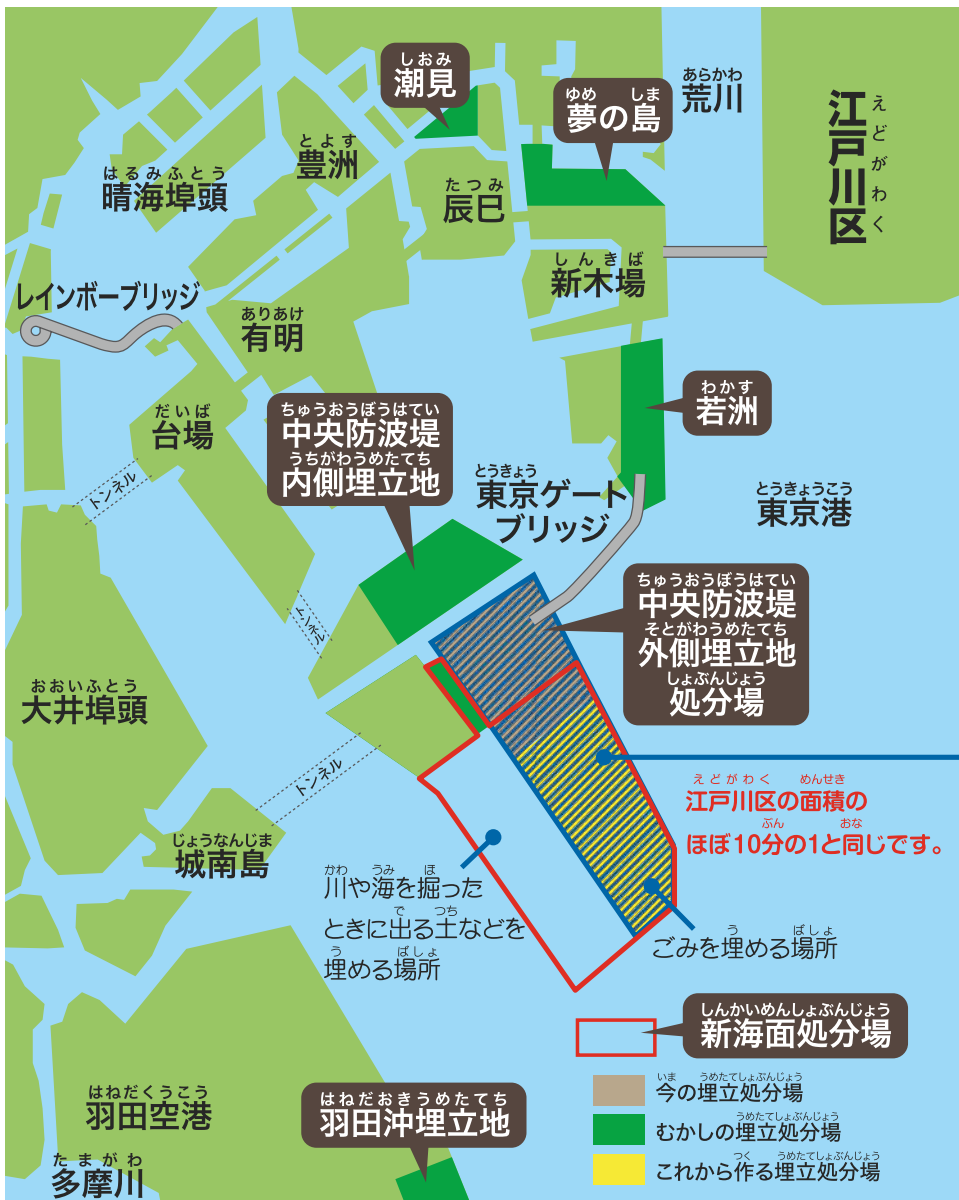 しおみ
潮見
ゆめ しま
夢の島
あらかわ
荒川
えどがわく
江戸川区
とよす
豊洲
はるみふとう
晴海埠頭
たつみ
辰巳
しんきば
新木場
レインボーブリッジ
ありあけ
有明
わかす
若洲
だいば
台場
ちゅうおうぼうはてい
中央防波堤
うちがわうめたてち
内側埋立地
トンネル
とうきょう
東京ゲート
ブリッジ
とうきょうこう
東京港
ちゅうおうぼうはてい
中央防波堤
そとがわうめたてち
外側埋立地
しょぶんじょう
処分場
トンネル
おおいふとう
大井埠頭
トンネル
えどがわく めんせき
江戸川区の面積の
ぶん おな
ほぼ10分の1と同じです。
じょうなんじま
城南島
かわ うみ ほ
川や海を掘った
で つち
ときに出る土などを
う ばしょ
埋める場所
う ばしょ
ごみを埋める場所
しんかいめんしょぶんじょう
新海面処分場
いま うめたてしょぶんじょう
今の埋立処分場
うめたてしょぶんじょう
むかしの埋立処分場
つく うめたてしょぶんじょう
これから作る埋立処分場
はねだくうこう
羽田空港
はねだおきうめたてち
羽田沖埋立地
たまがわ
多摩川